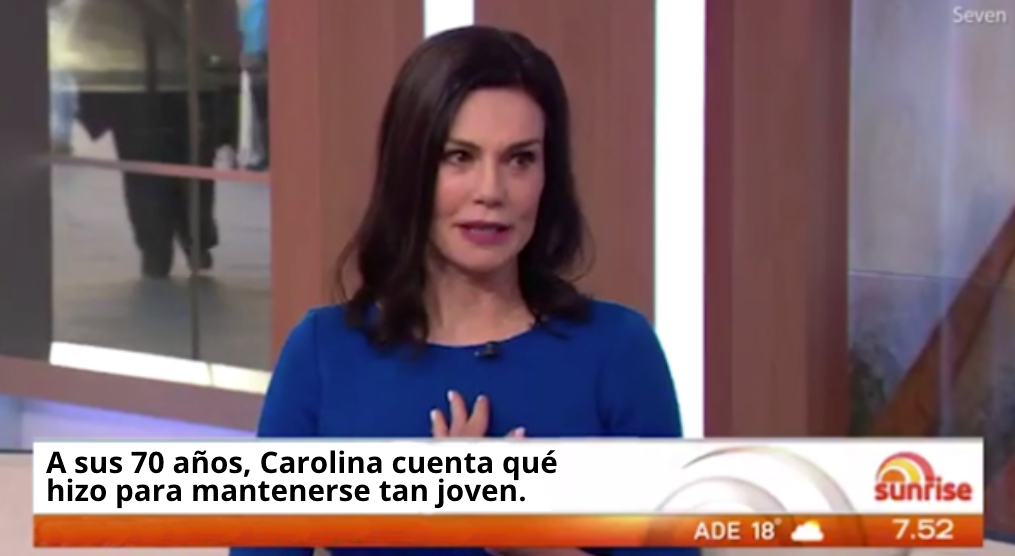 Seven
A sus 70 años, Carolina cuenta qué
hizo para mantenerse tan joven.
sunrise
ADE 18° 7.52